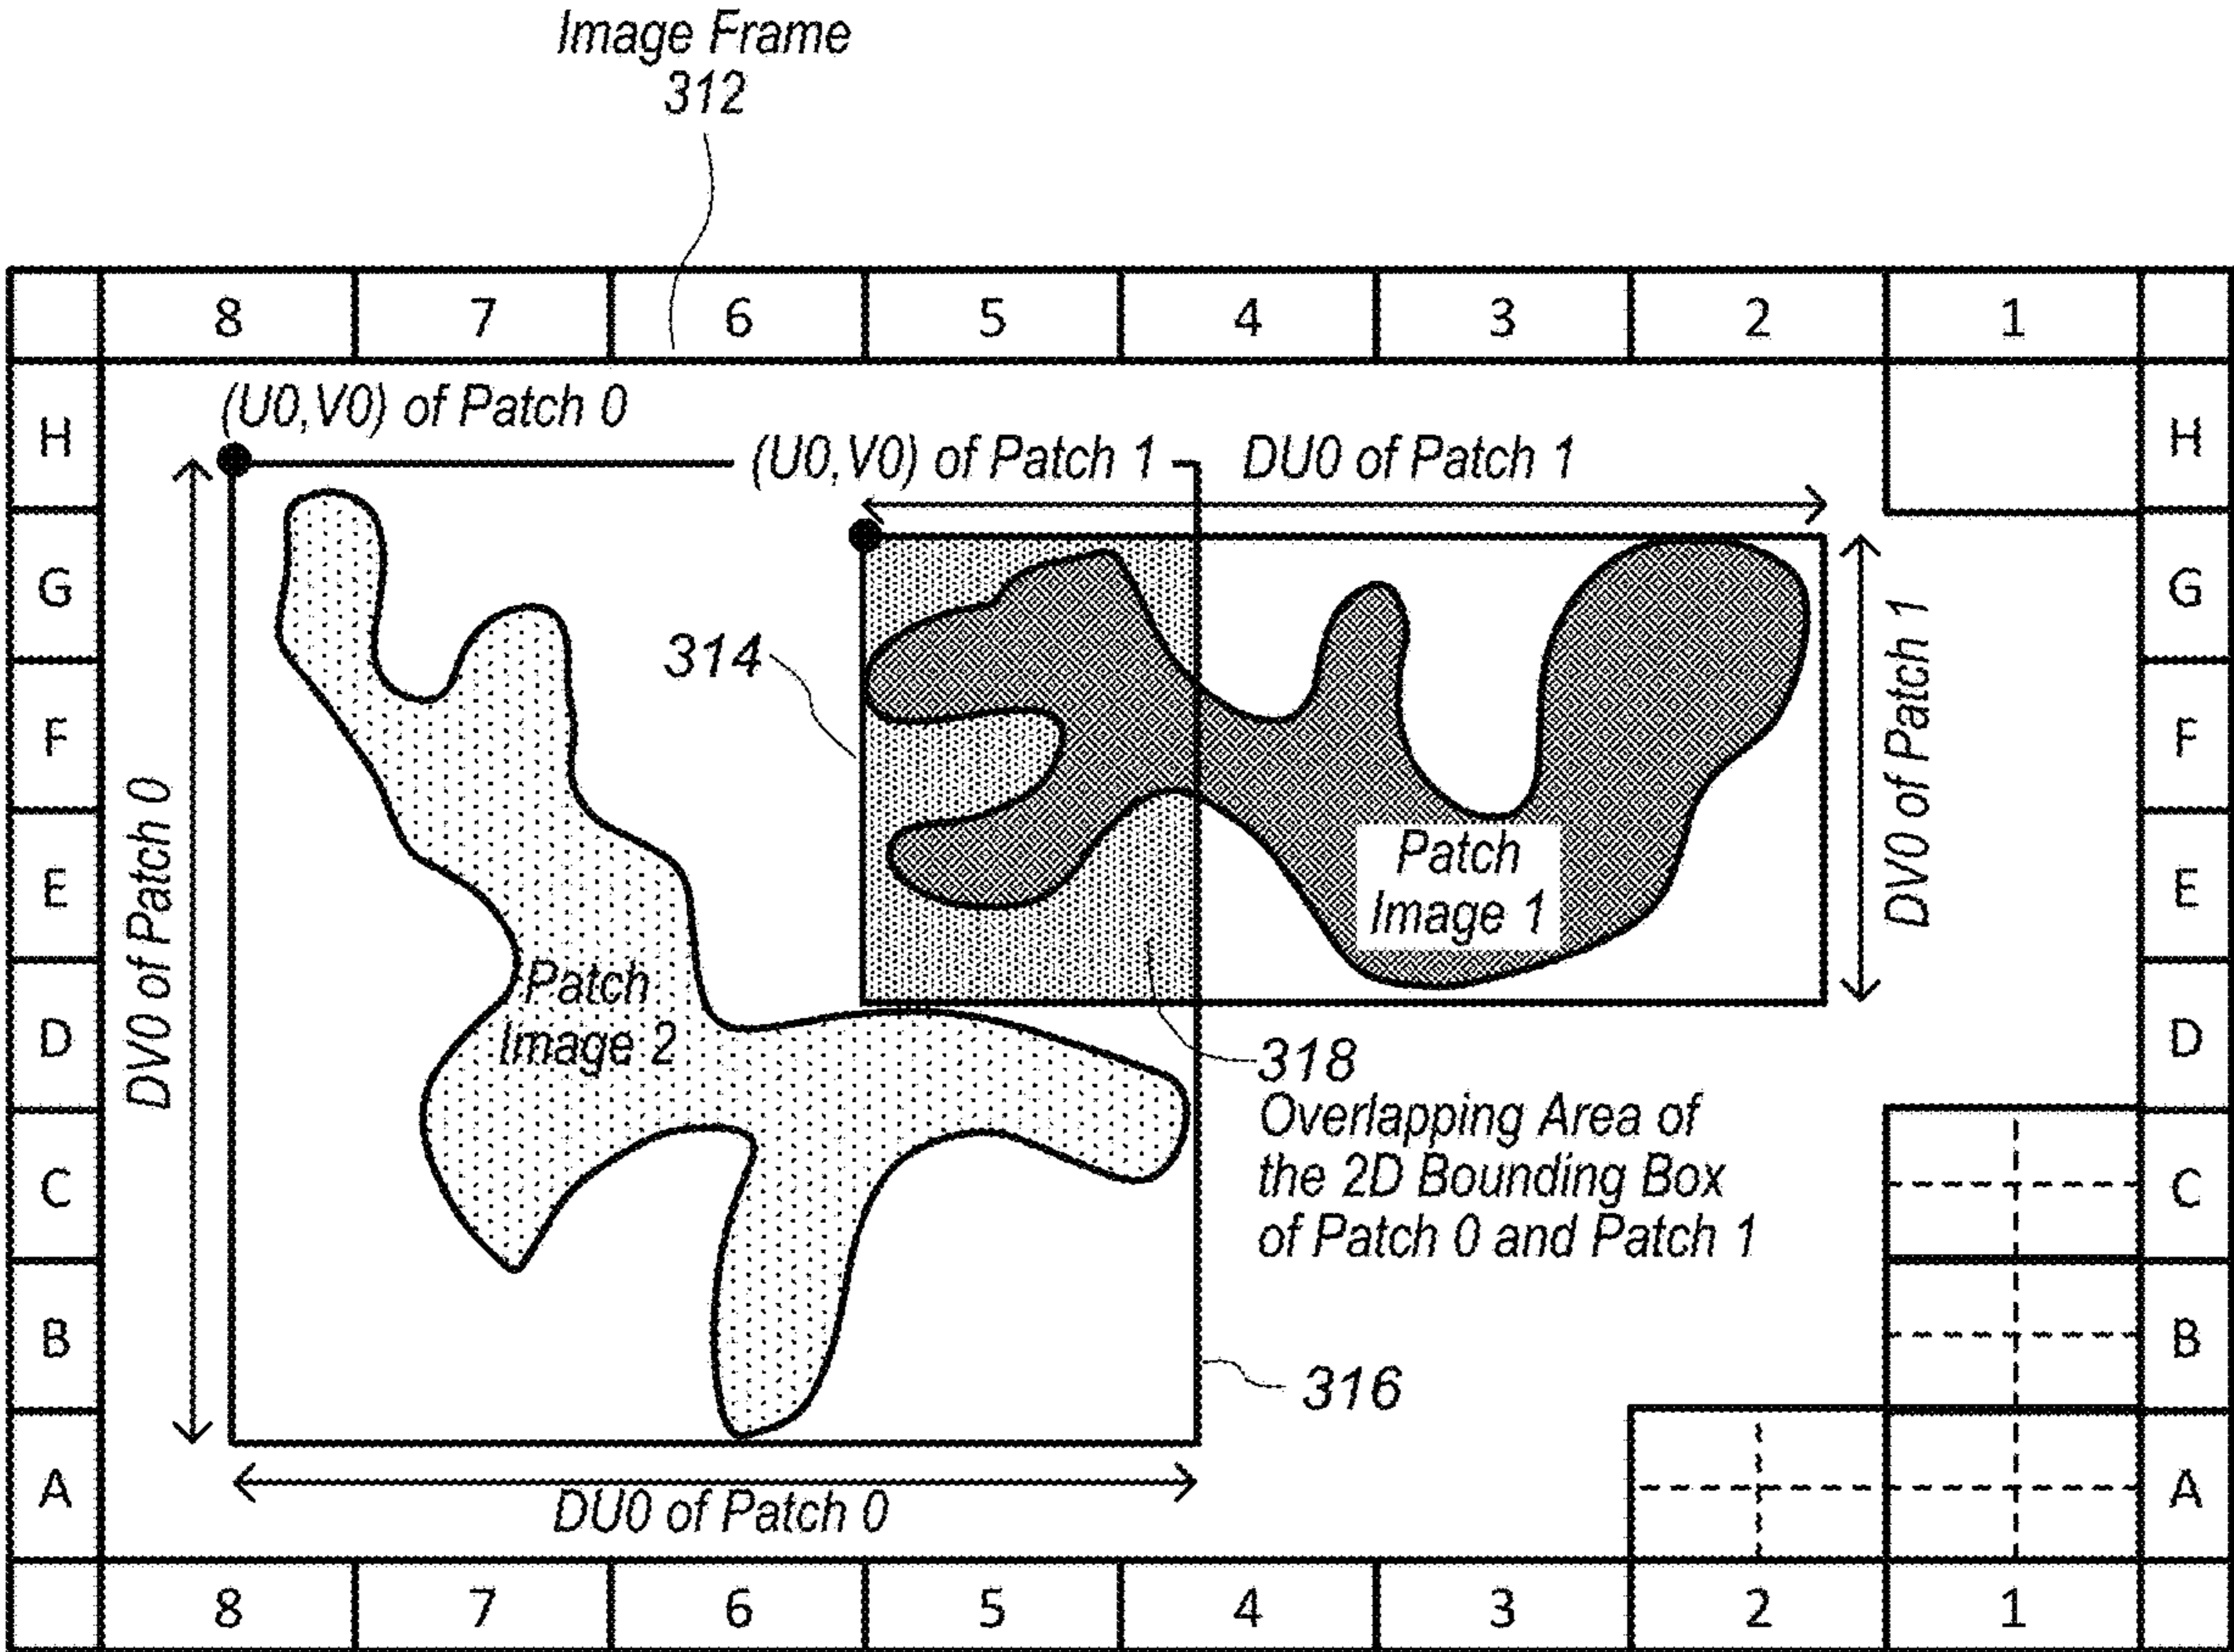 Image Frame
312
8 7 6 5 4 3 2 1
(U0,V0) of Patch 0
H
(U0,V0) of Patch 1
DU0 of Patch 1
H
G
G
314
DV0 of Patch 1
F
F
DV0 of Patch 0
E
Patch
Image 1
E
Patch
Image 2
D
318
Overlapping Area of
the 2D Bounding Box
of Patch 0 and Patch 1
D
C
C
B
316
B
A
DU0 of Patch 0
A
8 7 6 5 4 3 2 1